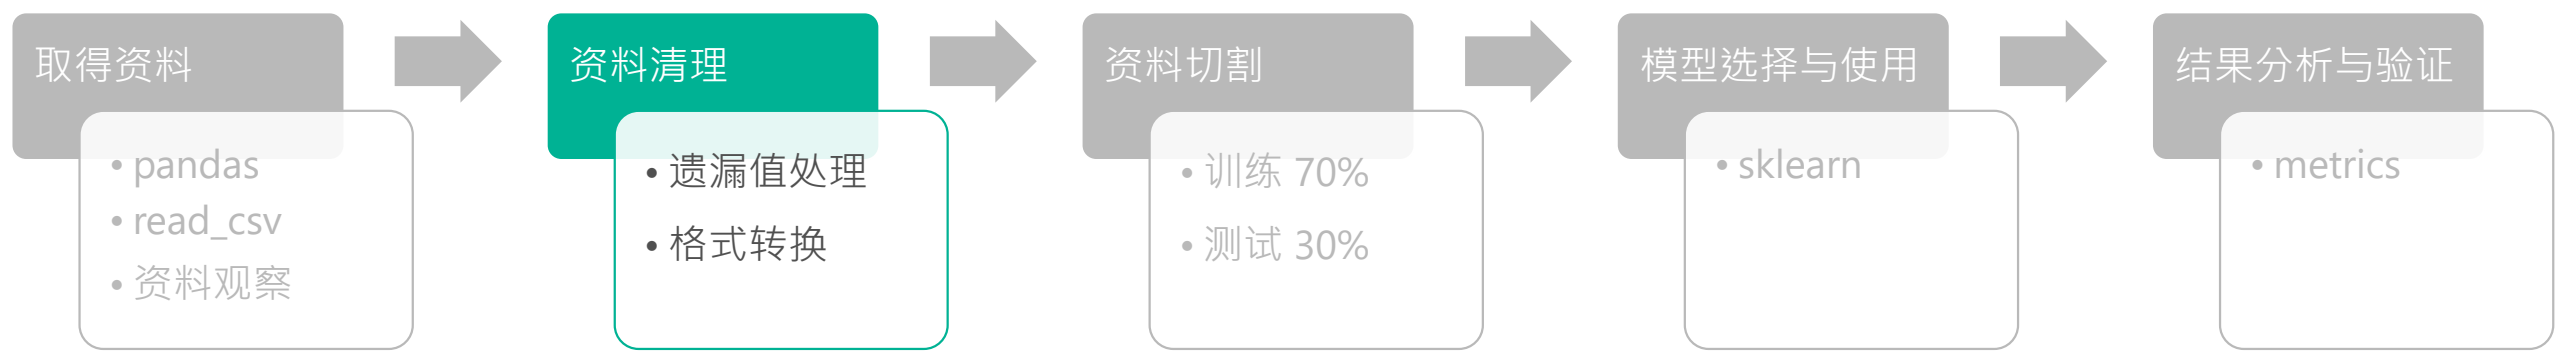 取得资料
• pandas
• read_csv
• 资料观察
资料清理
• 遗漏值处理
• 格式转换
资料切割
• 训练 70%
• 测试 30%
模型选择与使用
• sklearn
结果分析与验证
• metrics